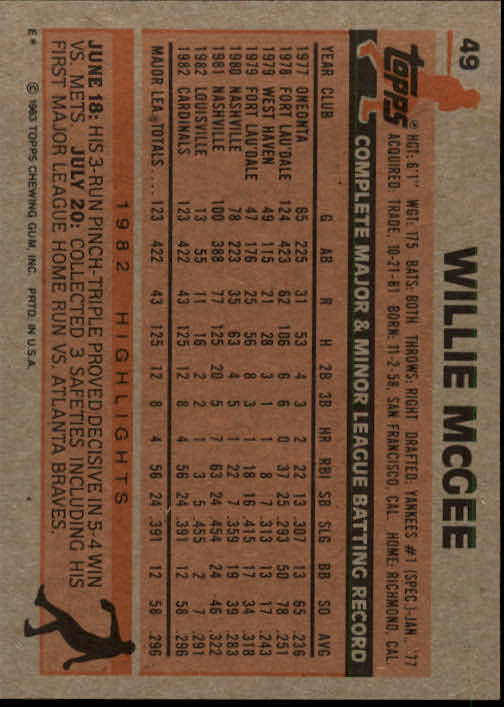 49
topps®
WILLIE McGEE
HGT: 6'1" WGT: 175 BATS: BOTH THROWS: RIGHT DRAFTED: YANKEES #1 (SPEC.)-JAN., '77
ACQUIRED: TRADE, 10-21-81 BORN: 11-2-58, SAN FRANCISCO, CAL. HOME: RICHMOND, CAL.
COMPLETE MAJOR & MINOR LEAGUE BATTING RECORD
YEAR CLUB G AB R H 2B 3B HR RBI SB SLG BB SO AVG
1977 ONEONTA 65 225 31 53 4 3 2 22 13 .307 13 65 .236
1978 FORT LAU'DALE 124 423 62 106 6 6 0 37 25 .293 50 78 .251
1979 WEST HAVEN 49 115 21 28 3 1 1 8 7 .313 13 17 .243
1979 FORT LAU'DALE 47 176 25 56 8 3 1 18 16 .415 17 34 .318
1980 NASHVILLE 78 223 35 63 4 5 1 22 7 .359 19 39 .283
1981 NASHVILLE 100 388 77 125 20 5 7 63 24 .454 24 46 .322
1982 LOUISVILLE 13 55 11 16 2 2 1 3 5 .455 2 7 .291
1982 CARDINALS 123 422 43 125 12 8 4 56 24 .391 12 58 .296
MAJOR LEA. TOTALS.... 123 422 43 125 12 8 4 56 24 .391 12 58 .296
1982 HIGHLIGHTS
JUNE 18: HIS 3-RUN PINCH-TRIPLE PROVED DECISIVE IN 5-4 WIN
VS. METS. JULY 20: COLLECTED 3 SAFETIES INCLUDING HIS
FIRST MAJOR LEAGUE HOME RUN VS. ATLANTA BRAVES.
E* © 1983 TOPPS CHEWING GUM, INC. PRTD. IN U.S.A.